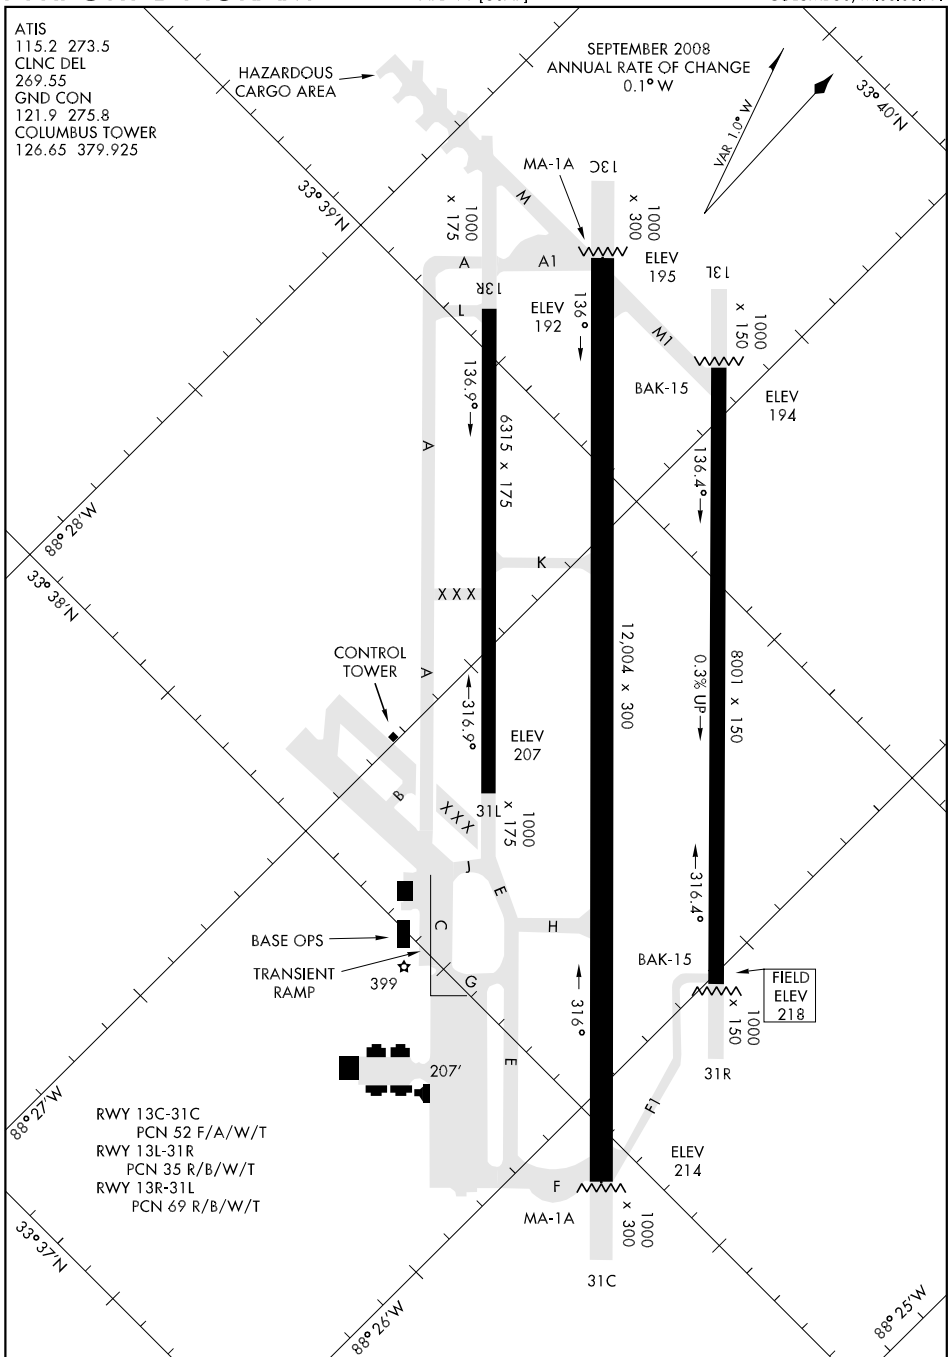 ATIS
115.2 273.5
CLNC DEL
269.55
GND CON
121.9 275.8
COLUMBUS TOWER
126.65 379.925
HAZARDOUS
CARGO AREA
SEPTEMBER 2008
ANNUAL RATE OF CHANGE
0.1° W
VAR 1.0° W
33° 40'N
33° 39'N
MA-1A
13C
M
1000
x 175
1000
x 300
A
A1
ELEV
195
13L
13R
L
ELEV
192
136°
M1
1000
x 150
BAK-15
ELEV
194
136.9°
6315 x 175
A
136.4°
88° 28'W
33° 38'N
K
X X X
CONTROL
TOWER
A
316.9°
12,004 x 300
0.3% UP
8001 x 150
ELEV
207
B
X X X
31L
1000
x 175
J
E
316.4°
C
H
BASE OPS
BAK-15
TRANSIENT
RAMP
399
G
316°
FIELD
ELEV
218
1000
x 150
207'
E
31R
88° 27'W
F1
RWY 13C-31C
PCN 52 F/A/W/T
RWY 13L-31R
PCN 35 R/B/W/T
RWY 13R-31L
PCN 69 R/B/W/T
ELEV
214
F
MA-1A
1000
x 300
33° 37'N
31C
88° 26'W
88° 25'W